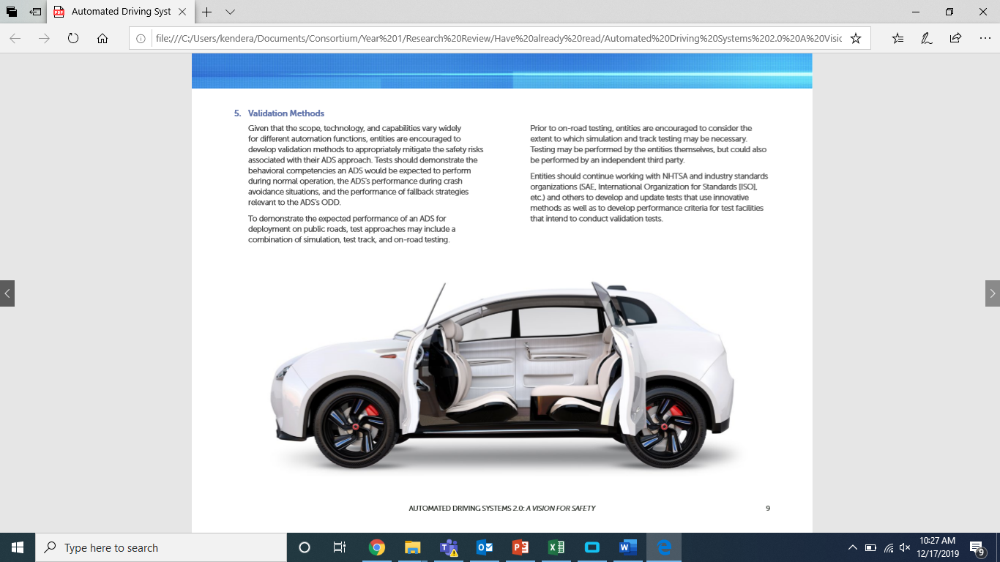 Automated Driving Syst
file:///C:/Users/kendera/Documents/Consortium/Year%201/Research%20Review/Have%20already%20read/Automated%20Driving%20Systems%202.0%20A%20Visic
5. Validation Methods
Given that the scope, technology, and capabilities vary widely
for different automation functions, entities are encouraged to
develop validation methods to appropriately mitigate the safety risks
associated with their ADS approach. Tests should demonstrate the
behavioral competencies an ADS would be expected to perform
during normal operation, the ADS's performance during crash
avoidance situations, and the performance of fallback strategies
relevant to the ADS's ODD.
To demonstrate the expected performance of an ADS for
deployment on public roads, test approaches may include a
combination of simulation, test track, and on-road testing.
Prior to on-road testing, entities are encouraged to consider the
extent to which simulation and track testing may be necessary.
Testing may be performed by the entities themselves, but could also
be performed by an independent third party.
Entities should continue working with NHTSA and industry standards
organizations (SAE, International Organization for Standards [ISO],
etc.) and others to develop and update tests that use innovative
methods as well as to develop performance criteria for test facilities
that intend to conduct validation tests.
AUTOMATED DRIVING SYSTEMS 2.0: A VISION FOR SAFETY
9
Type here to search
10:27 AM
12/17/2019
9